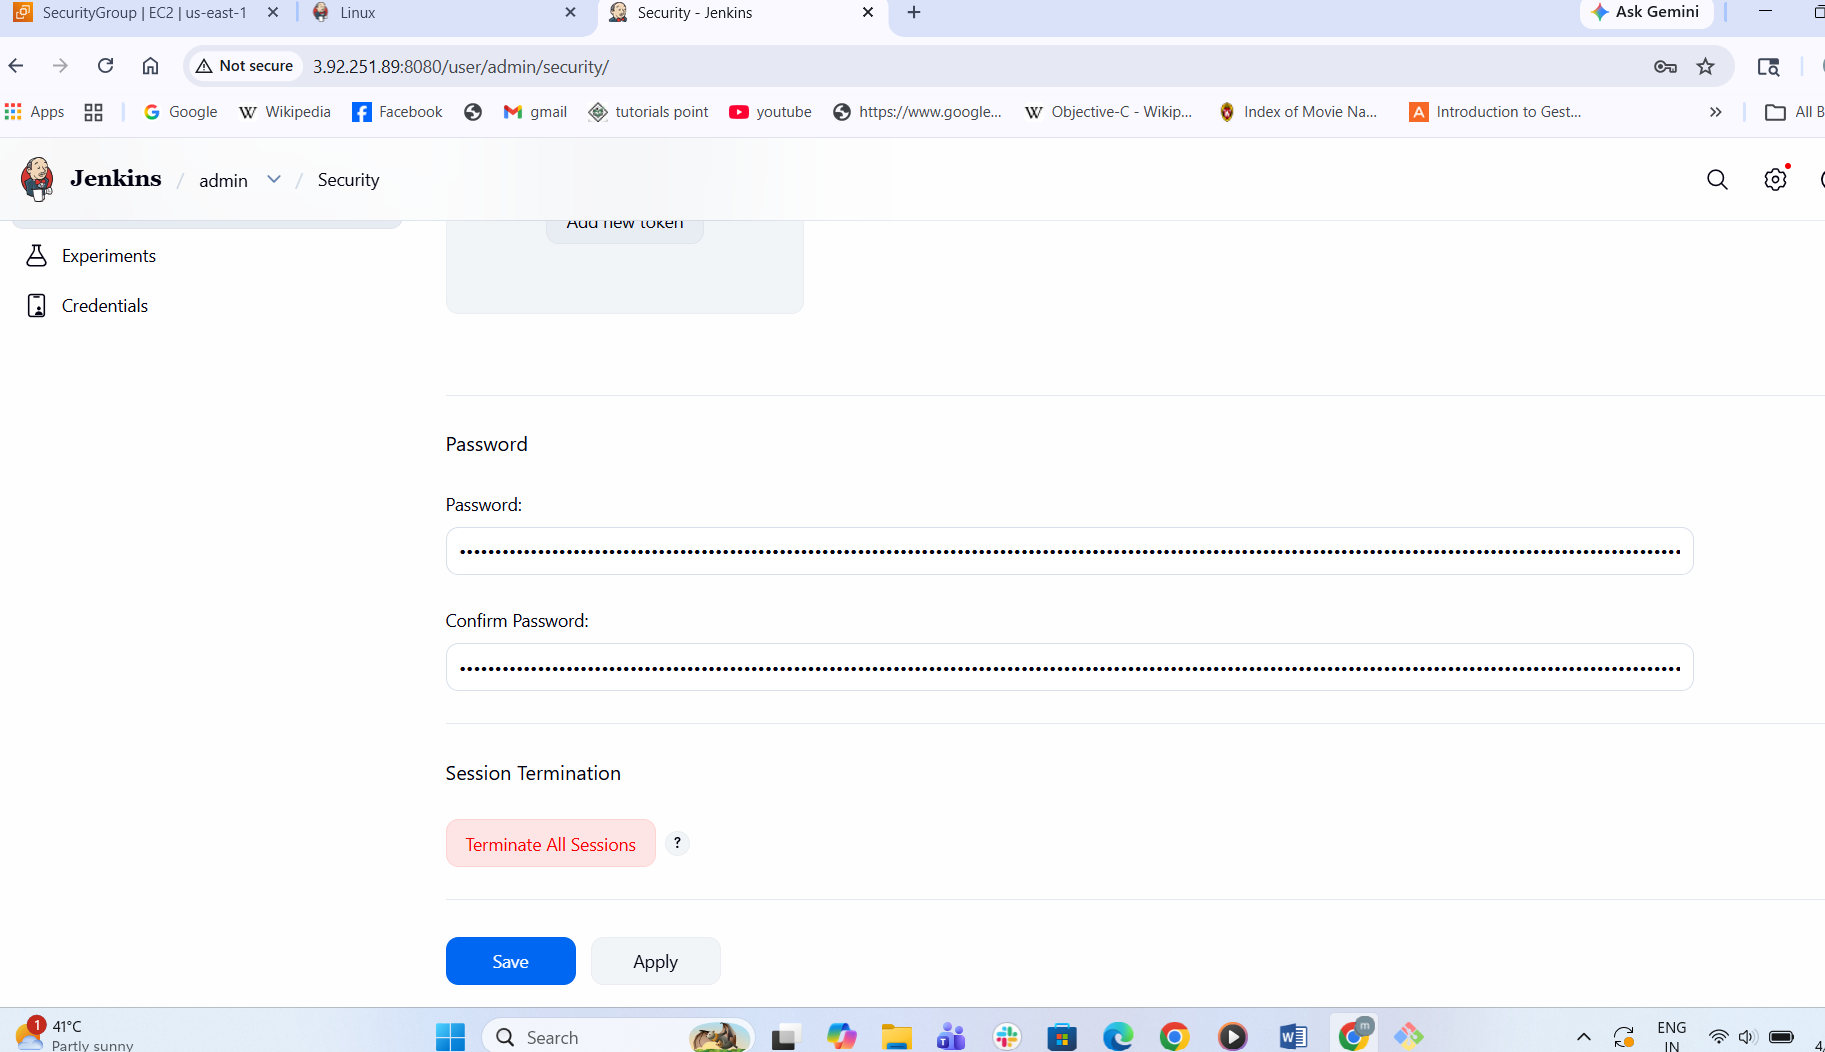 SecurityGroup | EC2 | us-east-1
Linux
Security - Jenkins
Ask Gemini
Not secure
3.92.251.89:8080/user/admin/security/
Apps
Google
Wikipedia
Facebook
gmail
tutorials point
youtube
https://www.google...
Objective-C - Wikip...
Index of Movie Na...
Introduction to Gest...
»
All B
Jenkins / admin / Security
Add new token
Experiments
Credentials
Password
Password:
Confirm Password:
Session Termination
Terminate All Sessions
?
Save
Apply
1
41°C
Partly sunny
Search
m
ENG
IN
4